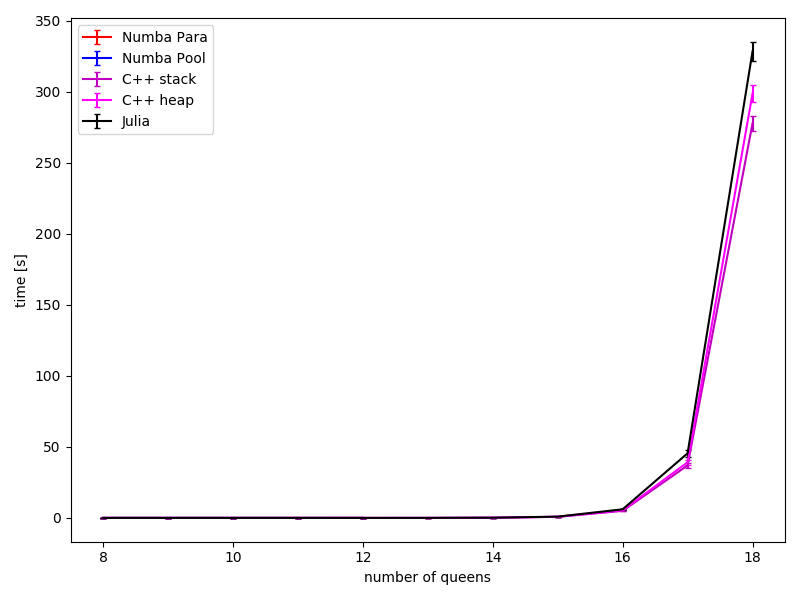 350
300
250
200
150
100
50
0
time [s]
Numba Para
Numba Pool
C++ stack
C++ heap
Julia
8
10
12
14
16
18
number of queens